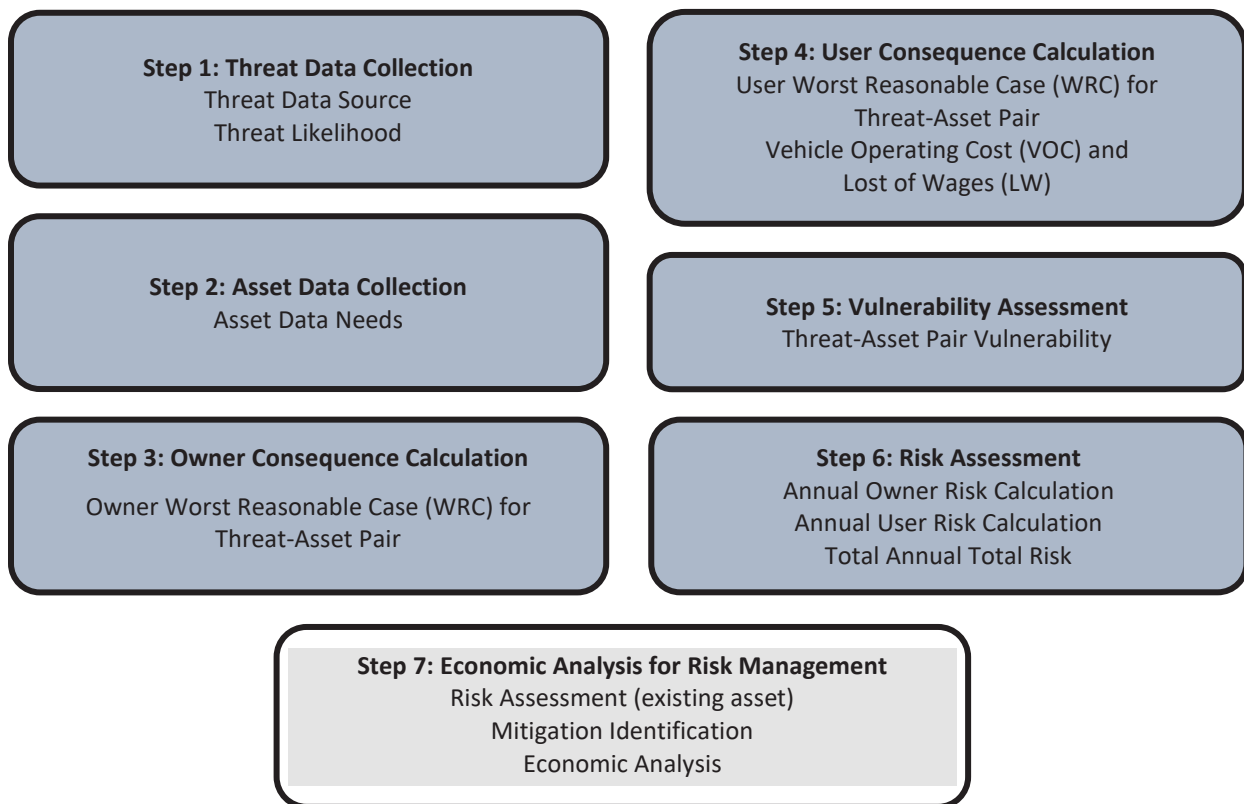 Step 1: Threat Data Collection
Threat Data Source
Threat Likelihood
Step 2: Asset Data Collection
Asset Data Needs
Step 3: Owner Consequence Calculation
Owner Worst Reasonable Case (WRC) for
Threat-Asset Pair
Step 4: User Consequence Calculation
User Worst Reasonable Case (WRC) for
Threat-Asset Pair
Vehicle Operating Cost (VOC) and
Lost of Wages (LW)
Step 5: Vulnerability Assessment
Threat-Asset Pair Vulnerability
Step 6: Risk Assessment
Annual Owner Risk Calculation
Annual User Risk Calculation
Total Annual Total Risk
Step 7: Economic Analysis for Risk Management
Risk Assessment (existing asset)
Mitigation Identification
Economic Analysis